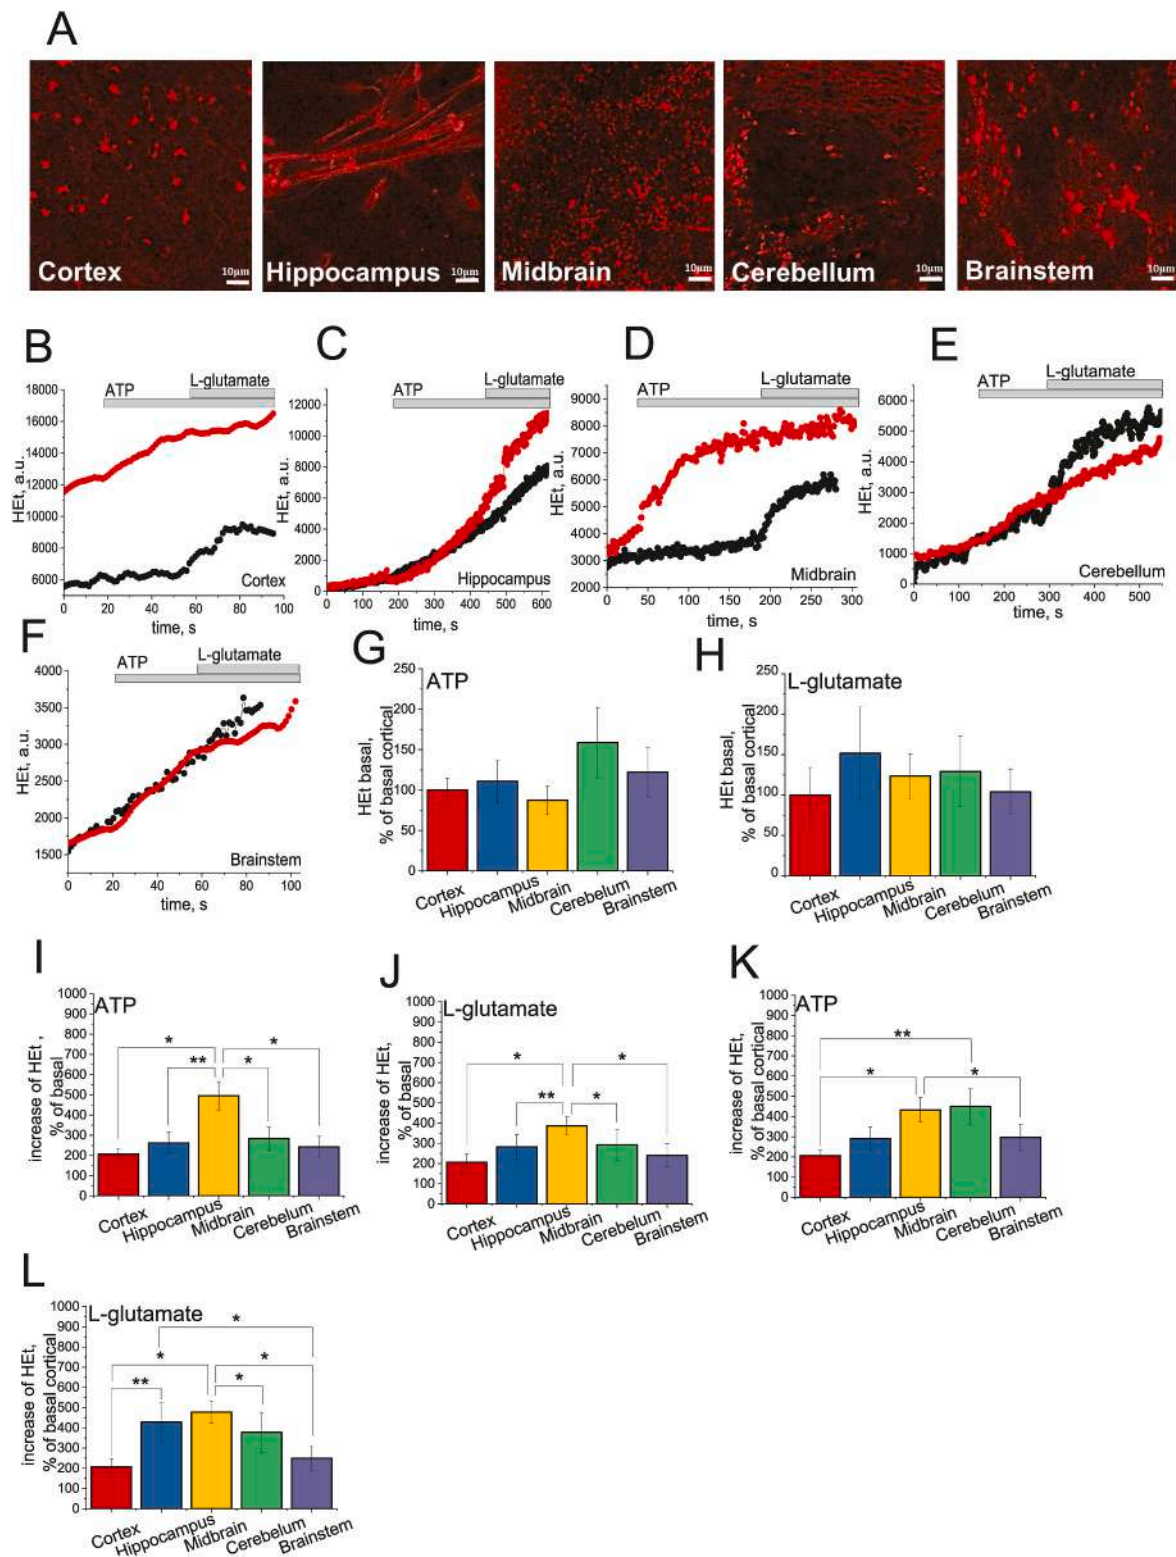 A
Cortex
10μm
Hippocampus
10μm
Midbrain
10μm
Cerebellum
10μm
Brainstem
10μm
B
18000
16000
14000
12000
10000
8000
6000
HEt, a.u.
ATP
L-glutamate
Cortex
0 20 40 60 80 100
time, s
C
12000
10000
8000
6000
4000
2000
0
HEt, a.u.
ATP
L-glutamate
Hippocampus
0 100 200 300 400 500 600
time, s
D
9000
8000
7000
6000
5000
4000
3000
2000
HEt, a.u.
ATP
L-glutamate
Midbrain
0 50 100 150 200 250 300
time, s
E
6000
5000
4000
3000
2000
1000
0
HEt, a.u.
ATP
L-glutamate
Cerebellum
0 100 200 300 400 500
time, s
F
4000
3500
3000
2500
2000
1500
HEt, a.u.
ATP
L-glutamate
Brainstem
0 20 40 60 80 100
time, s
G
ATP
250
200
150
100
50
0
HEt basal,
% of basal cortical
Cortex
Hippocampus
Midbrain
Cerebelum
Brainstem
H
L-glutamate
250
200
150
100
50
0
HEt basal,
% of basal cortical
Cortex
Hippocampus
Midbrain
Cerebelum
Brainstem
I
ATP
1000
900
800
700
600
500
400
300
200
100
0
increase of HEt,
% of basal
*
*
**
*
Cortex
Hippocampus
Midbrain
Cerebelum
Brainstem
J
L-glutamate
1000
900
800
700
600
500
400
300
200
100
0
increase of HEt,
% of basal
*
*
**
*
Cortex
Hippocampus
Midbrain
Cerebelum
Brainstem
K
ATP
1000
900
800
700
600
500
400
300
200
100
0
increase of HEt,
% of basal cortical
**
*
*
Cortex
Hippocampus
Midbrain
Cerebelum
Brainstem
L
L-glutamate
1000
900
800
700
600
500
400
300
200
100
0
increase of HEt,
% of basal cortical
*
*
*
**
*
Cortex
Hippocampus
Midbrain
Cerebelum
Brainstem